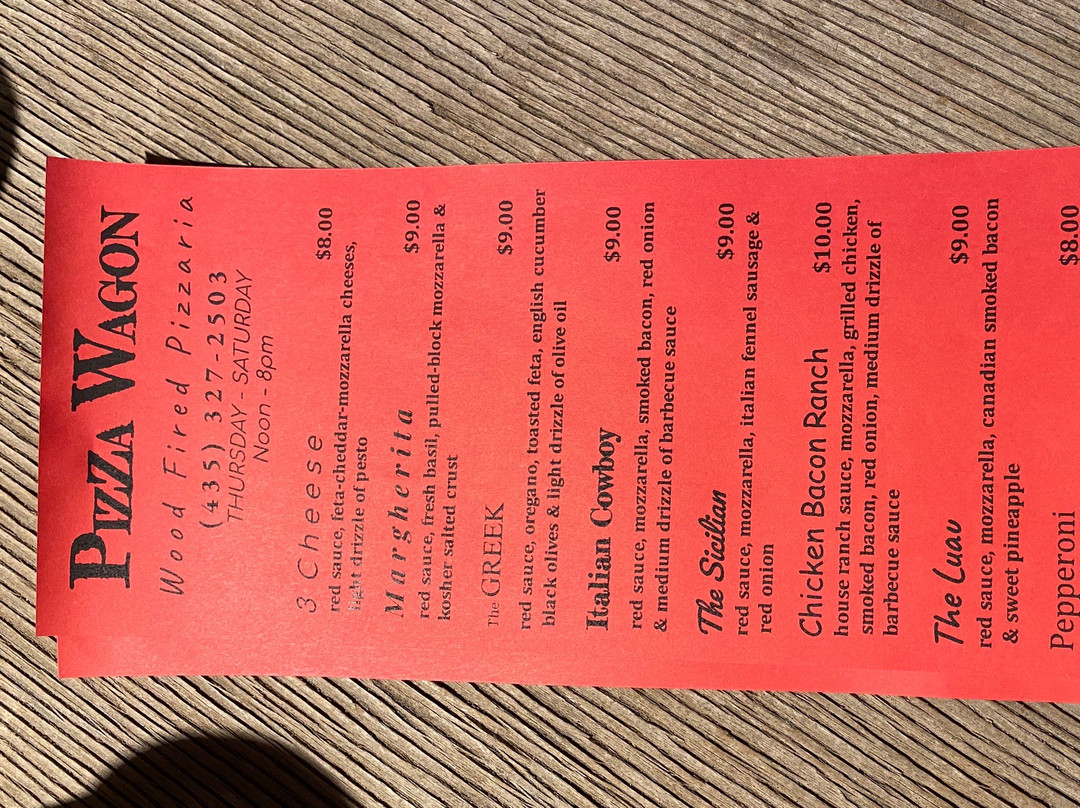 PIZZA WAGON
Wood Fired Pizzaria
(435) 327-2503
THURSDAY - SATURDAY
Noon - 8pm
3 Cheese $8.00
red sauce, feta-cheddar-mozzarella cheeses,
light drizzle of pesto
Margherita $9.00
red sauce, fresh basil, pulled-block mozzarella &
kosher salted crust
The GREEK $9.00
red sauce, oregano, toasted feta, english cucumber
black olives & light drizzle of olive oil
Italian Cowboy $9.00
red sauce, mozzarella, smoked bacon, red onion
& medium drizzle of barbecue sauce
The Sicilian $9.00
red sauce, mozzarella, italian fennel sausage &
red onion
Chicken Bacon Ranch $10.00
house ranch sauce, mozzarella, grilled chicken,
smoked bacon, red onion, medium drizzle of
barbecue sauce
The Luau $9.00
red sauce, mozzarella, canadian smoked bacon
& sweet pineapple
Pepperoni $8.00